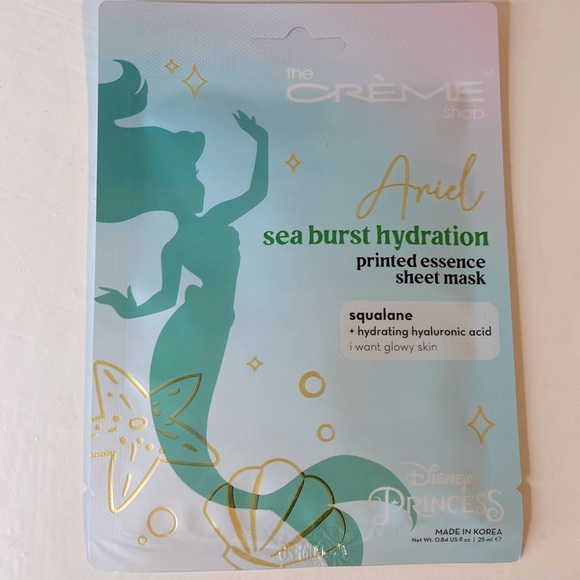 the
CRÈME
shop
Ariel
sea burst hydration
printed essence
sheet mask
squalane
+ hydrating hyaluronic acid
i want glowy skin
Disney
PRINCESS
MADE IN KOREA
Net Wt. 0.84 US fl oz | 25 ml ℮